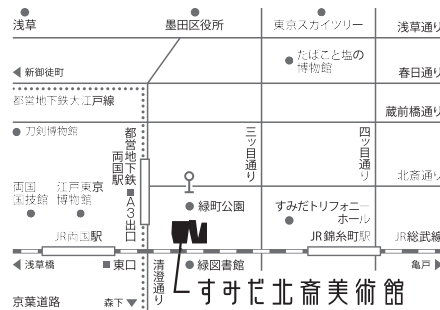 浅草
墨田区役所
東京スカイツリー
浅草通り
たばこと塩の
博物館
新御徒町
春日通り
都営地下鉄大江戸線
蔵前橋通り
刀剣博物館
都営地下鉄
両国駅
A3出口
三ッ目通り
四ッ目通り
北斎通り
両国
国技館
江戸東京
博物館
緑町公園
すみだトリフォニー
ホール
JR両国駅
JR錦糸町駅
JR総武線
浅草橋
東口
清澄通り
緑図書館
亀戸
すみだ北斎美術館
京葉道路
森下